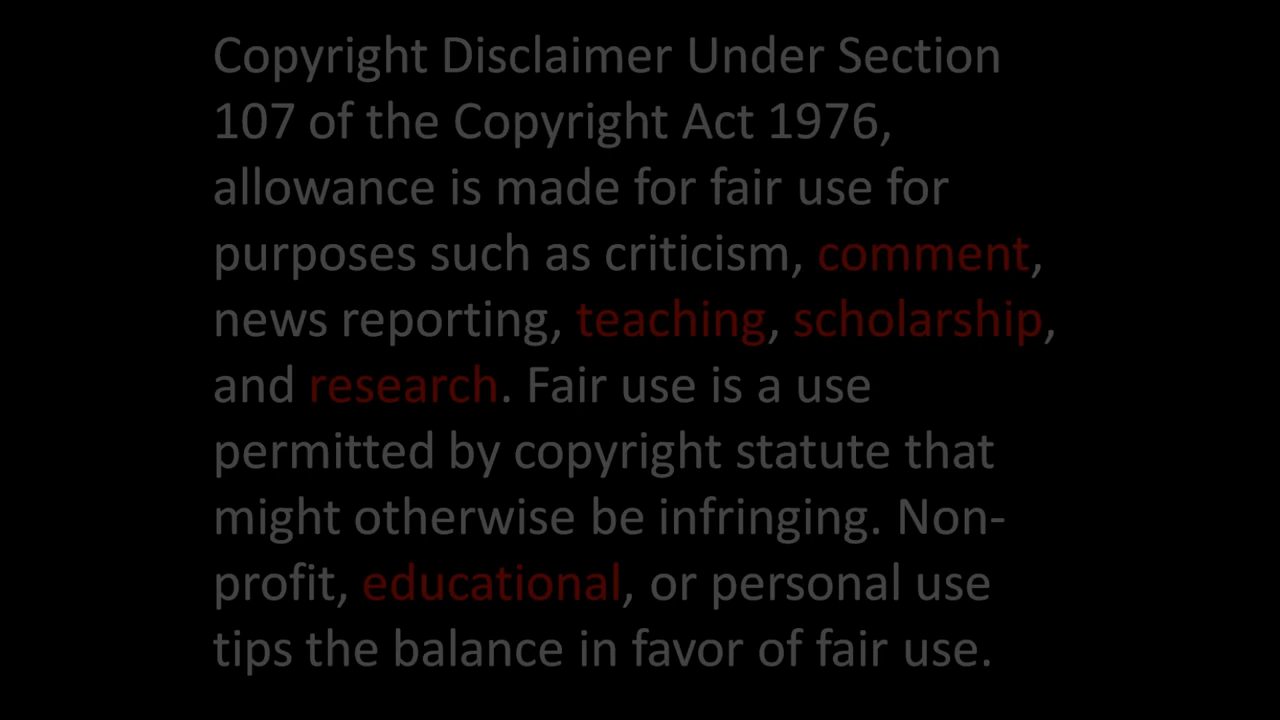 Copyright Disclaimer Under Section
107 of the Copyright Act 1976,
allowance is made for fair use for
purposes such as criticism, comment,
news reporting, teaching, scholarship,
and research. Fair use is a use
permitted by copyright statute that
might otherwise be infringing. Non-
profit, educational, or personal use
tips the balance in favor of fair use.